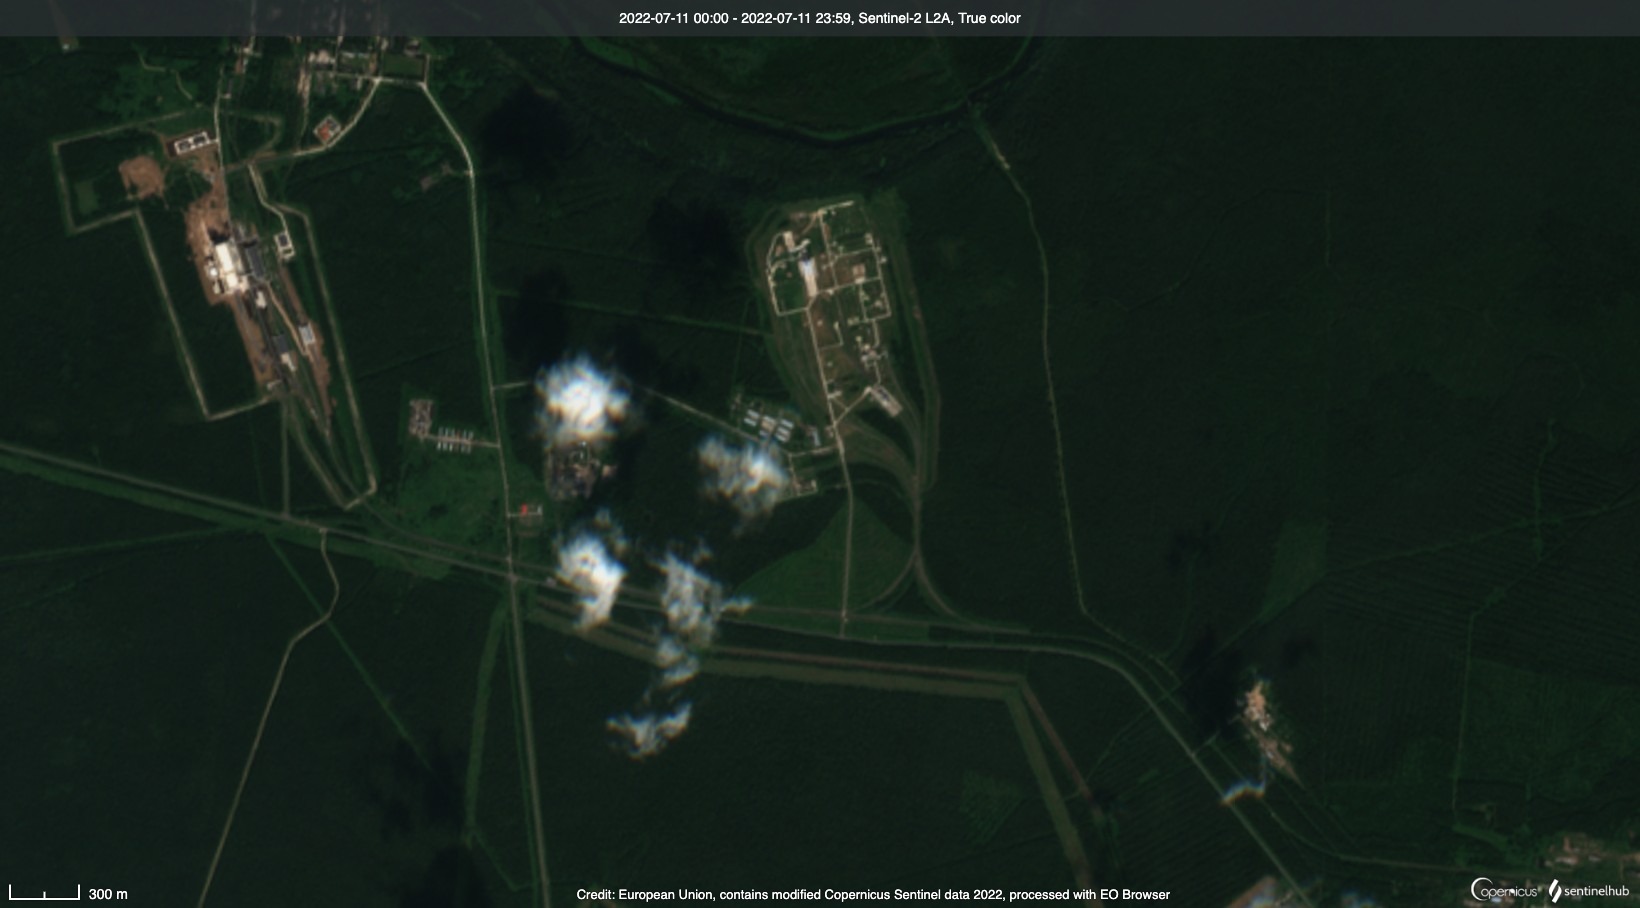 2022-07-11 00:00 - 2022-07-11 23:59, Sentinel-2 L2A, True color
300 m
Credit: European Union, contains modified Copernicus Sentinel data 2022, processed with EO Browser
Copernicus
sentinelhub